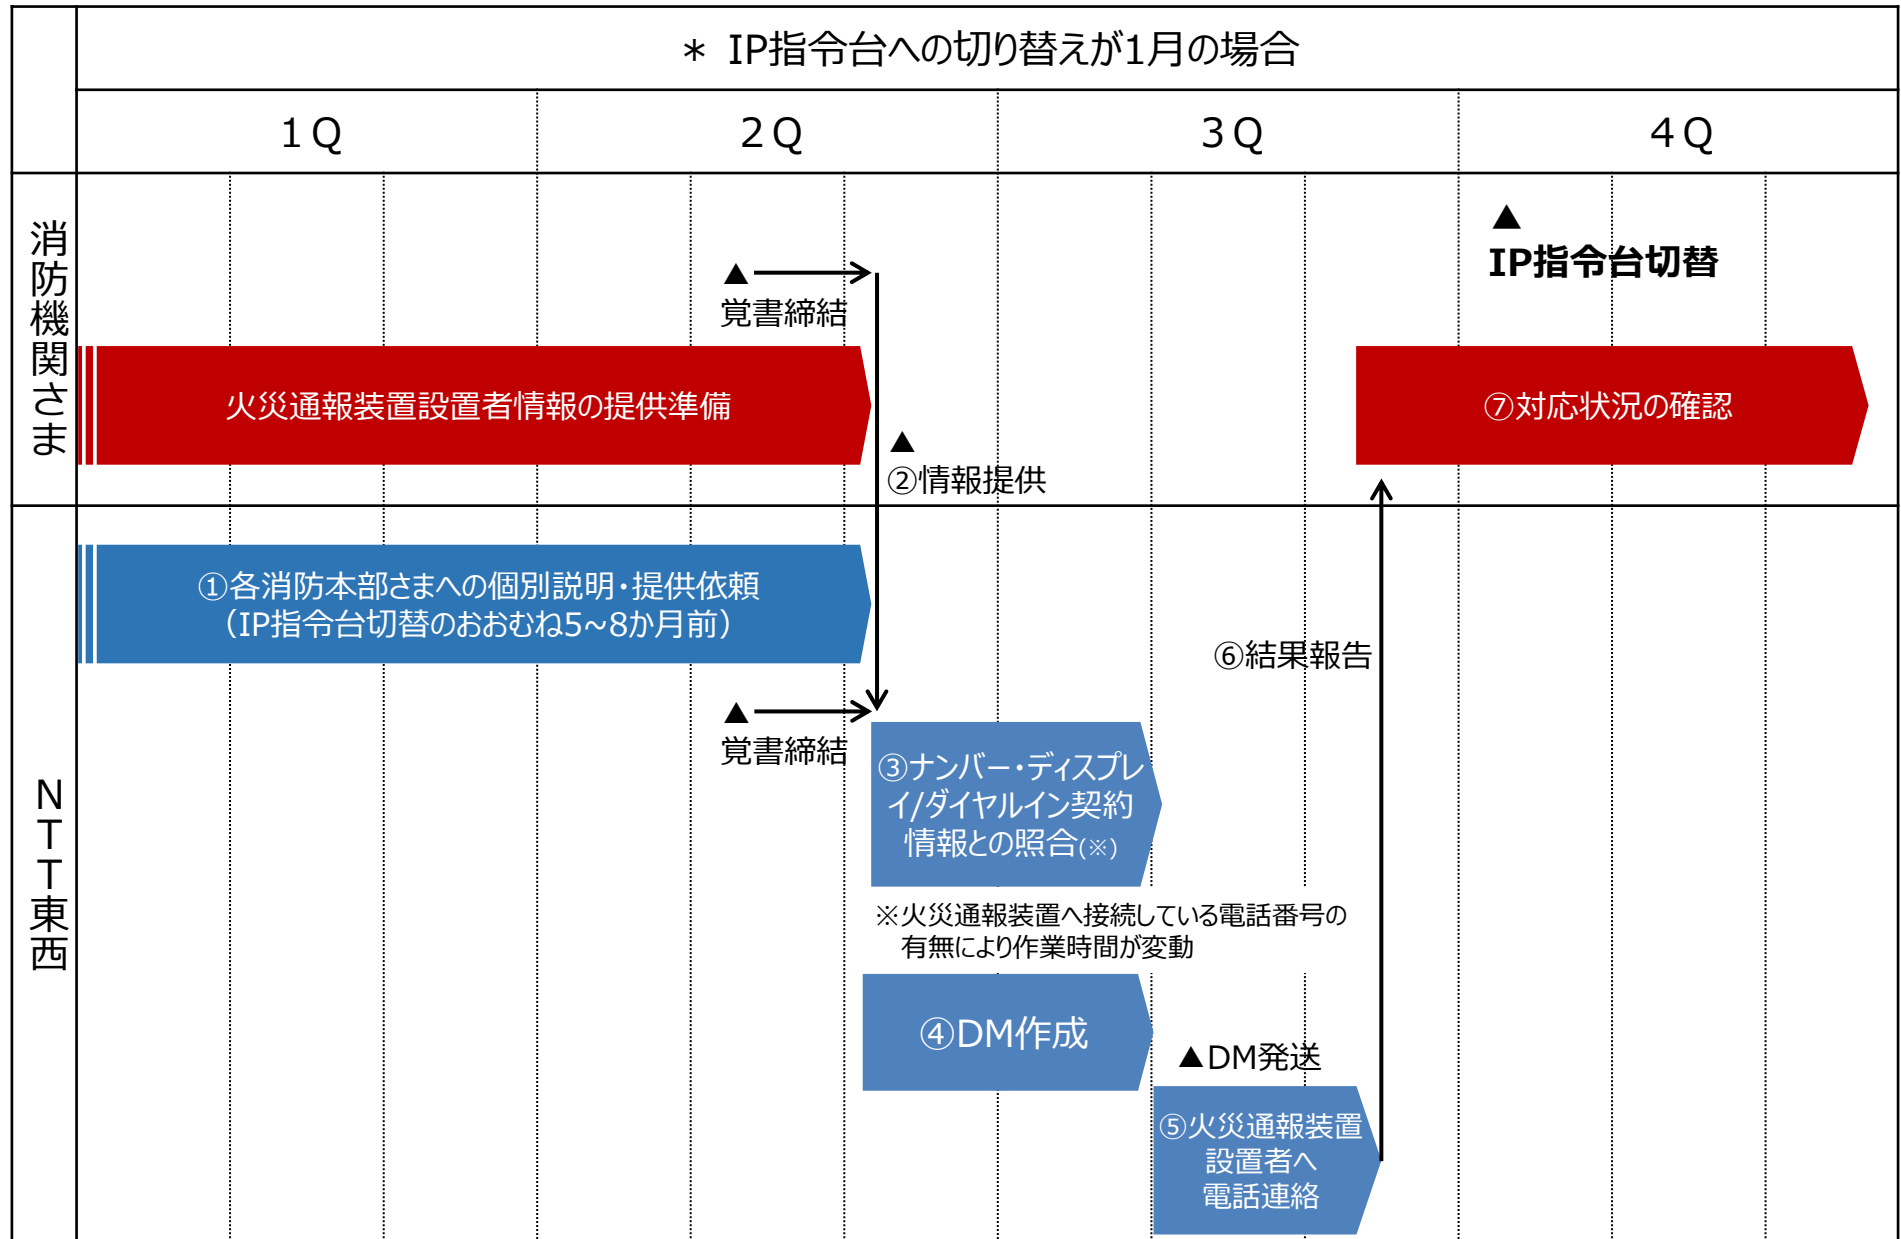 ＊ IP指令台への切り替えが1月の場合
１Q
２Q
３Q
４Q
消防機関さま
▲
IP指令台切替
▲
覚書締結
火災通報装置設置者情報の提供準備
⑦対応状況の確認
▲
②情報提供
NTT東西
①各消防本部さまへの個別説明・提供依頼
（IP指令台切替のおおむね5~8か月前）
⑥結果報告
▲
覚書締結
③ナンバー・ディスプレ
イ/ダイヤルイン契約
情報との照合(※)
※火災通報装置へ接続している電話番号の
有無により作業時間が変動
④DM作成
▲DM発送
⑤火災通報装置
設置者へ
電話連絡